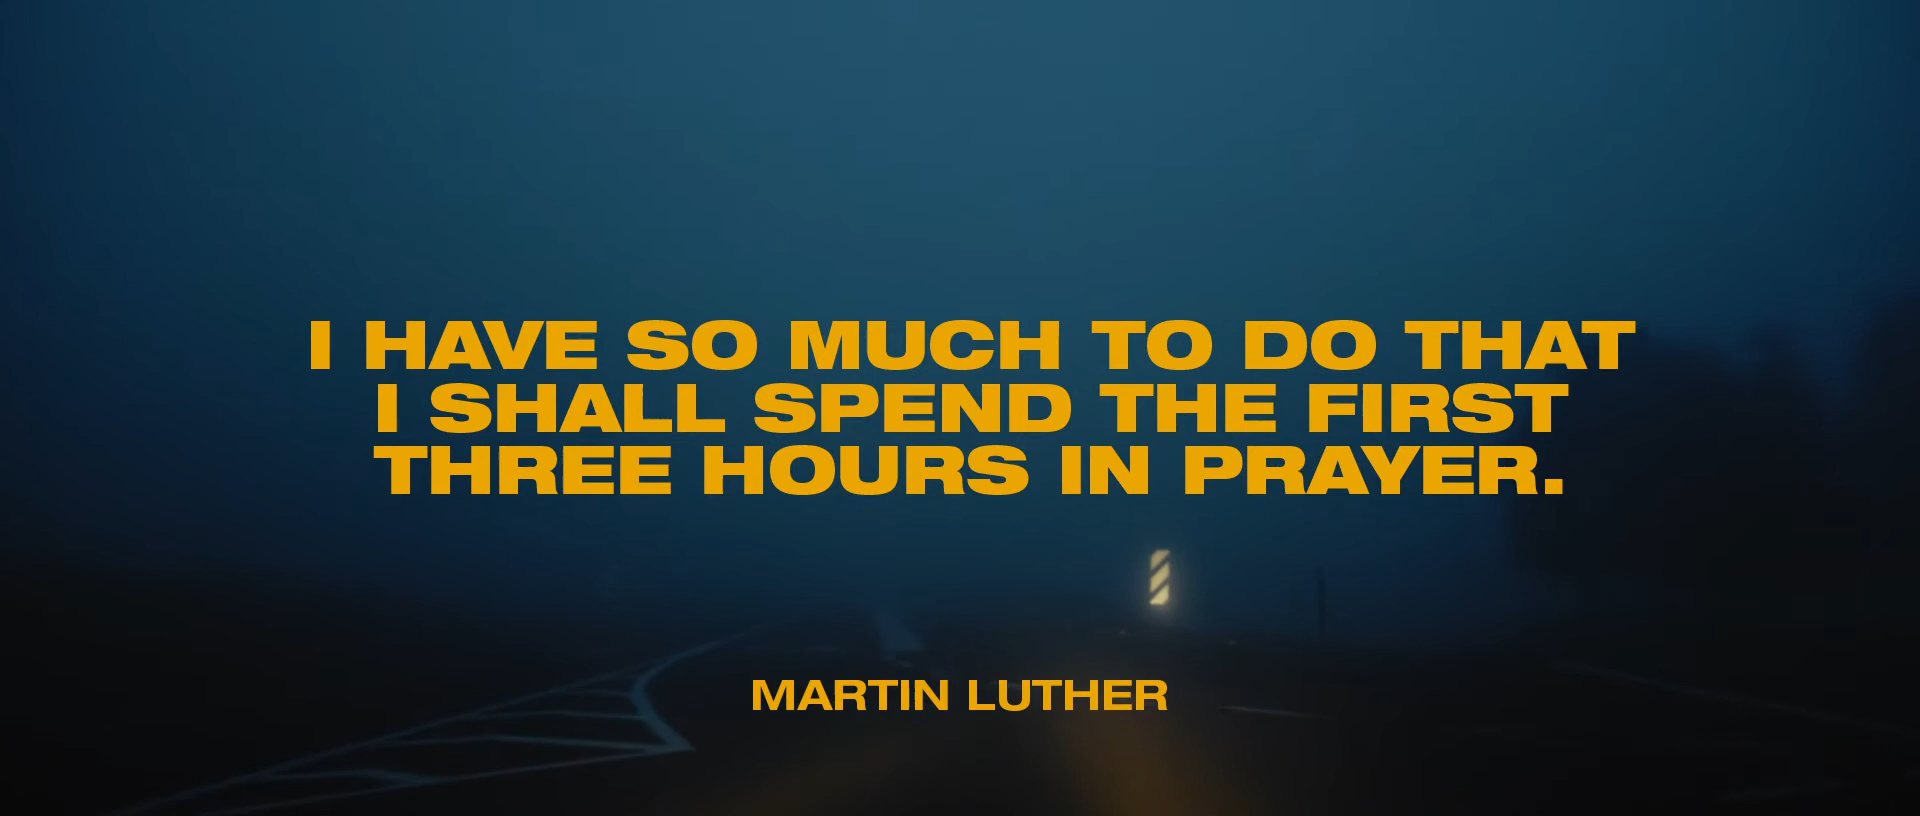 I HAVE SO MUCH TO DO THAT
I SHALL SPEND THE FIRST
THREE HOURS IN PRAYER.
MARTIN LUTHER